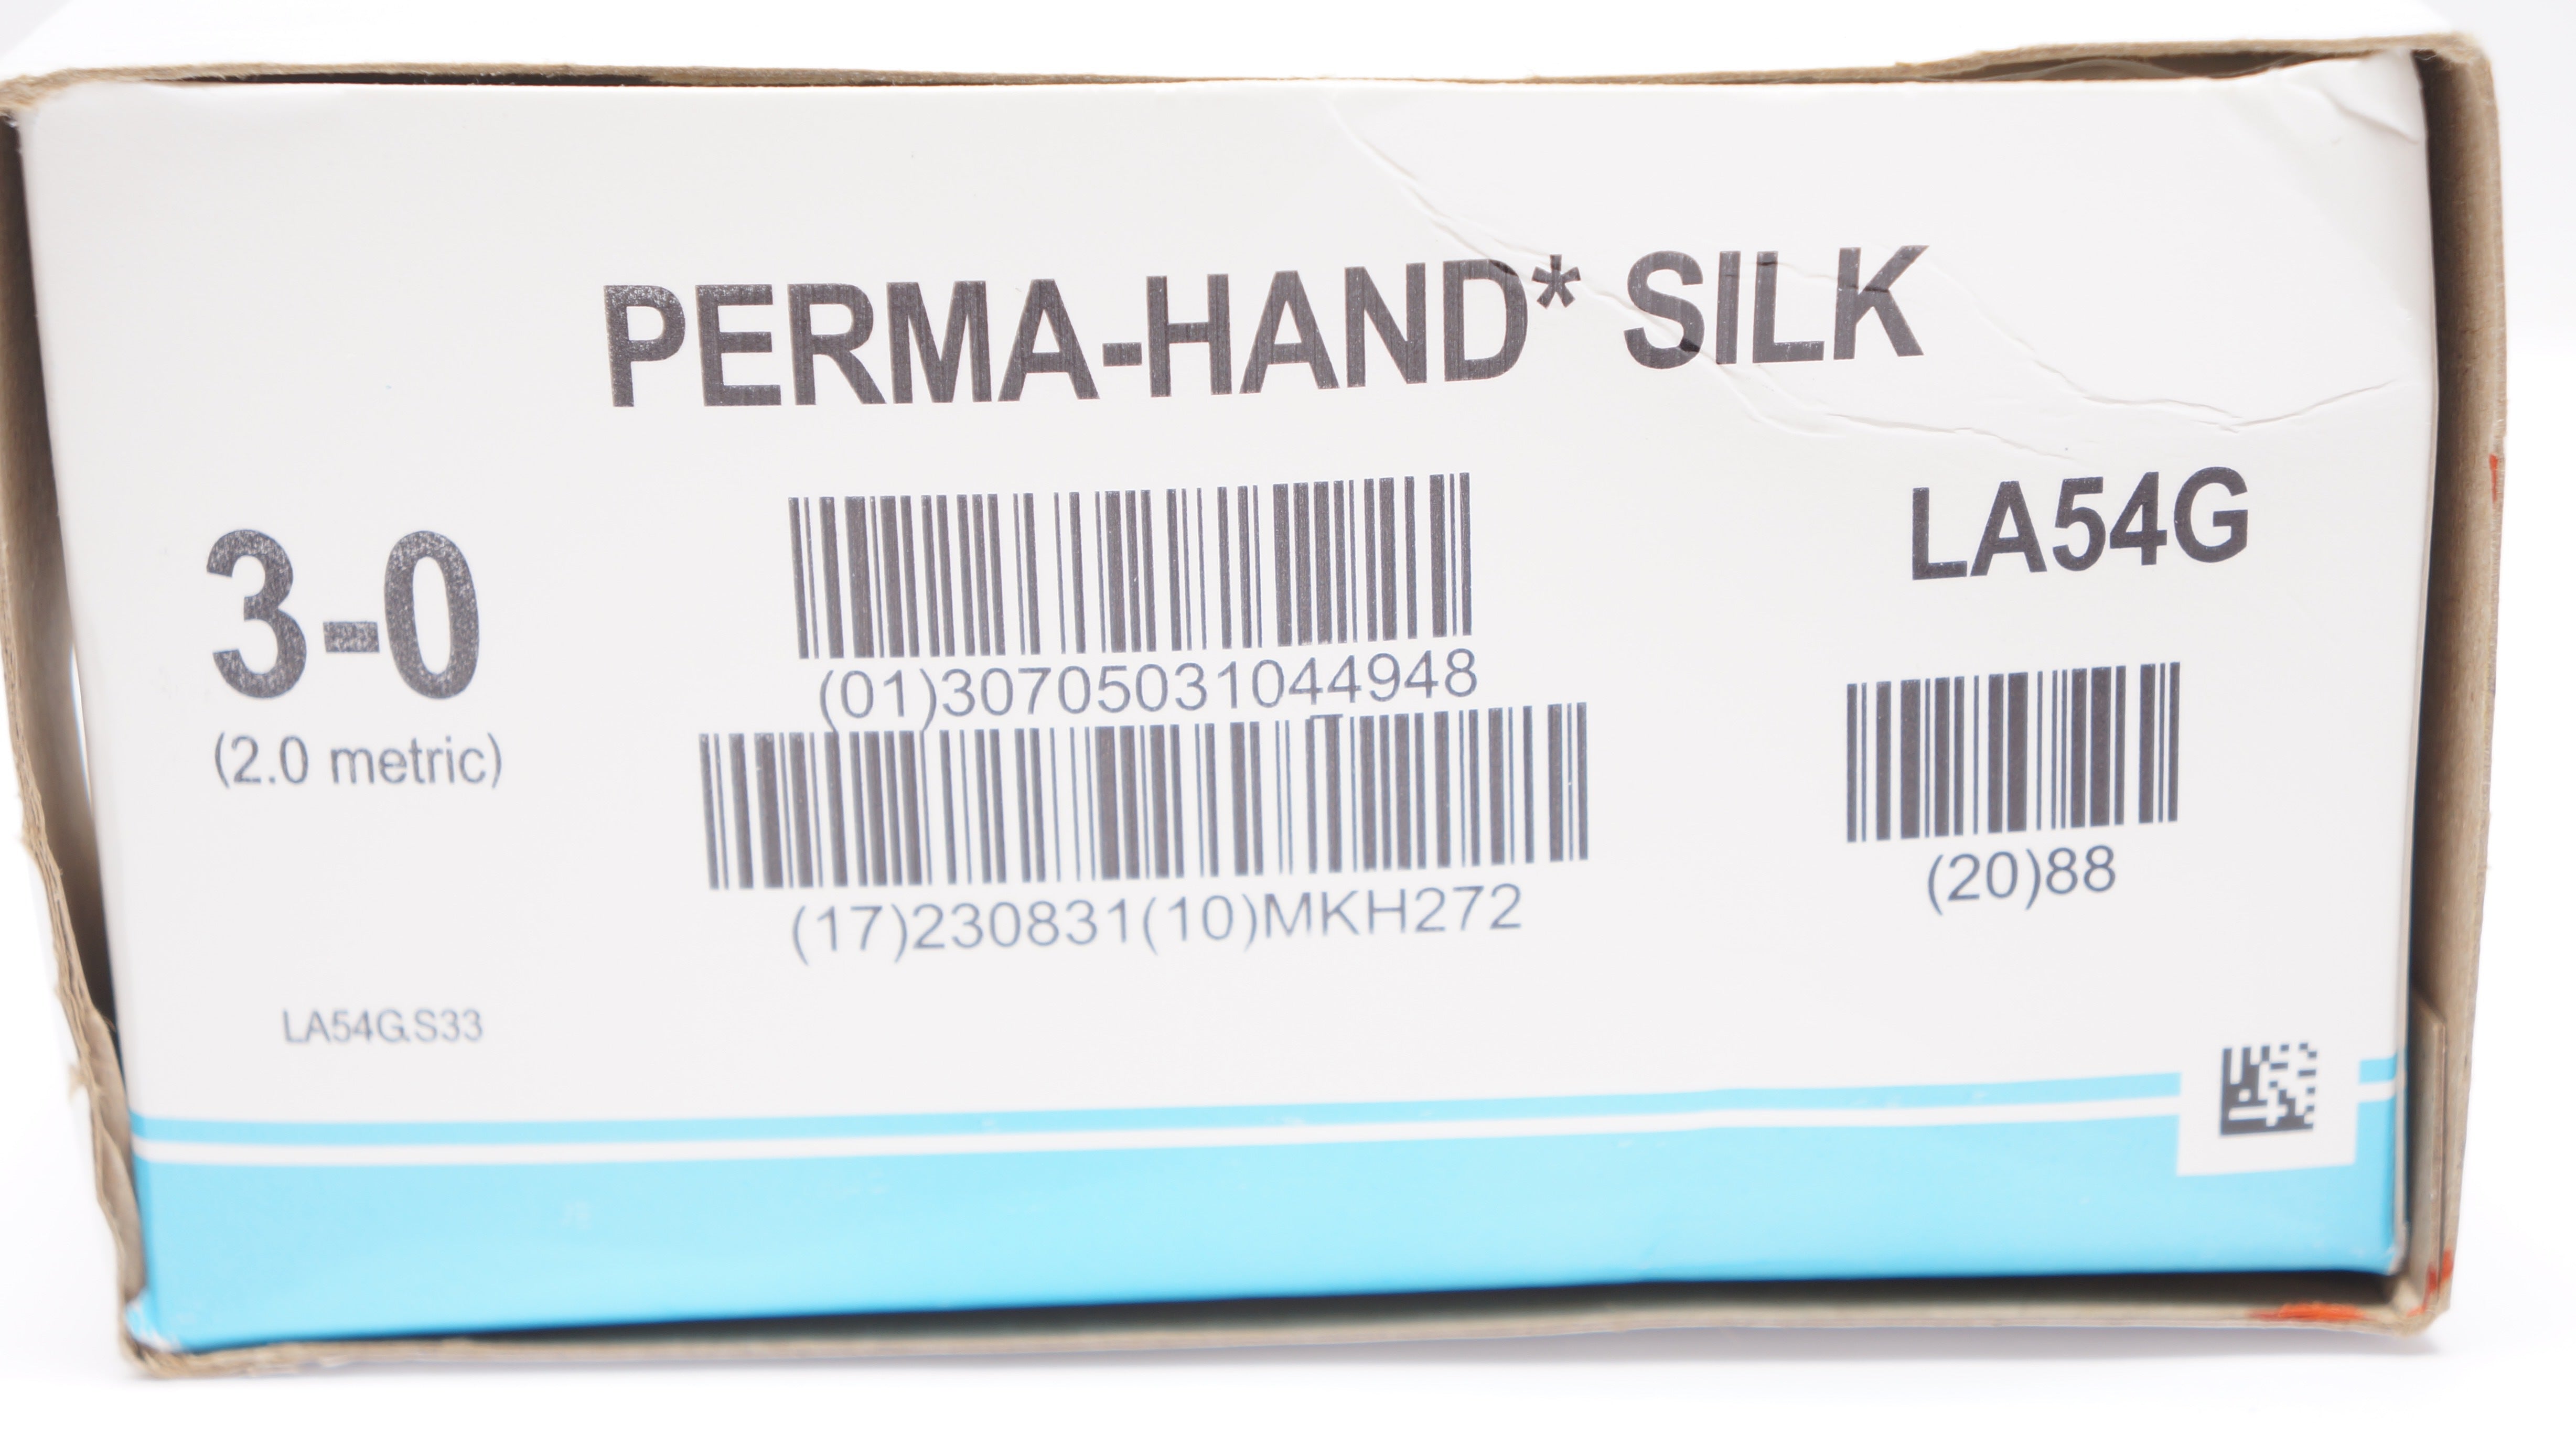 PERMA-HAND* SILK
3-0
(2.0 metric)
(01)30705031044948
(17)230831(10)MKH272
LA54G
(20)88
LA54G.S33